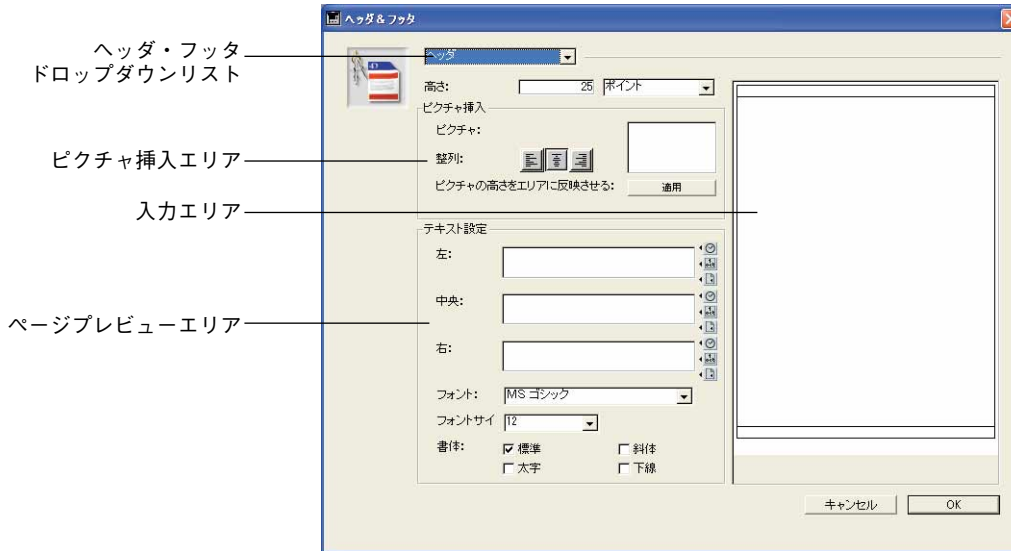 ヘッダ&フッタ
ヘッダ・フッタ
ドロップダウンリスト
ピクチャ挿入エリア
入力エリア
ページプレビューエリア
ヘッダ
高さ:
25 ポイント
ピクチャ挿入
ピクチャ:
整列:
ピクチャの高さをエリアに反映させる: 適用
テキスト設定
左:
中央:
右:
フォント: MS ゴシック
フォントサイ 12
書体: 標準 斜体
太字 下線
キャンセル OK